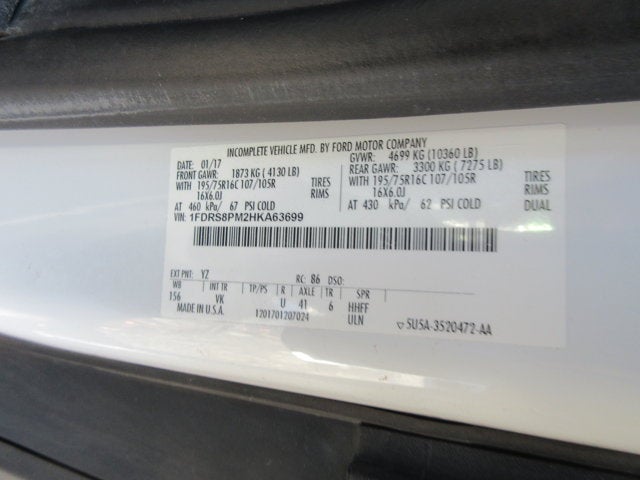 INCOMPLETE VEHICLE MFD. BY FORD MOTOR COMPANY
DATE: 01/17 GVWR: 4699 KG (10360 LB)
FRONT GAWR: 1873 KG ( 4130 LB) REAR GAWR: 3300 KG ( 7275 LB)
WITH 195/75R16C 107/105R TIRES WITH 195/75R16C 107/105R TIRES
16X6.0J RIMS 16X6.0J RIMS
AT 460 kPa/ 67 PSI COLD AT 430 kPa/ 62 PSI COLD DUAL
VIN: 1FDRS8PM2HKA63699
EXT PNT: YZ RC: 86 DSO:
WB INT TR TP/PS R AXLE TR SPR
156 VK U 41 6 HHFF
MADE IN U.S.A. 1201701207024 ULN 5U5A-3520472-AA